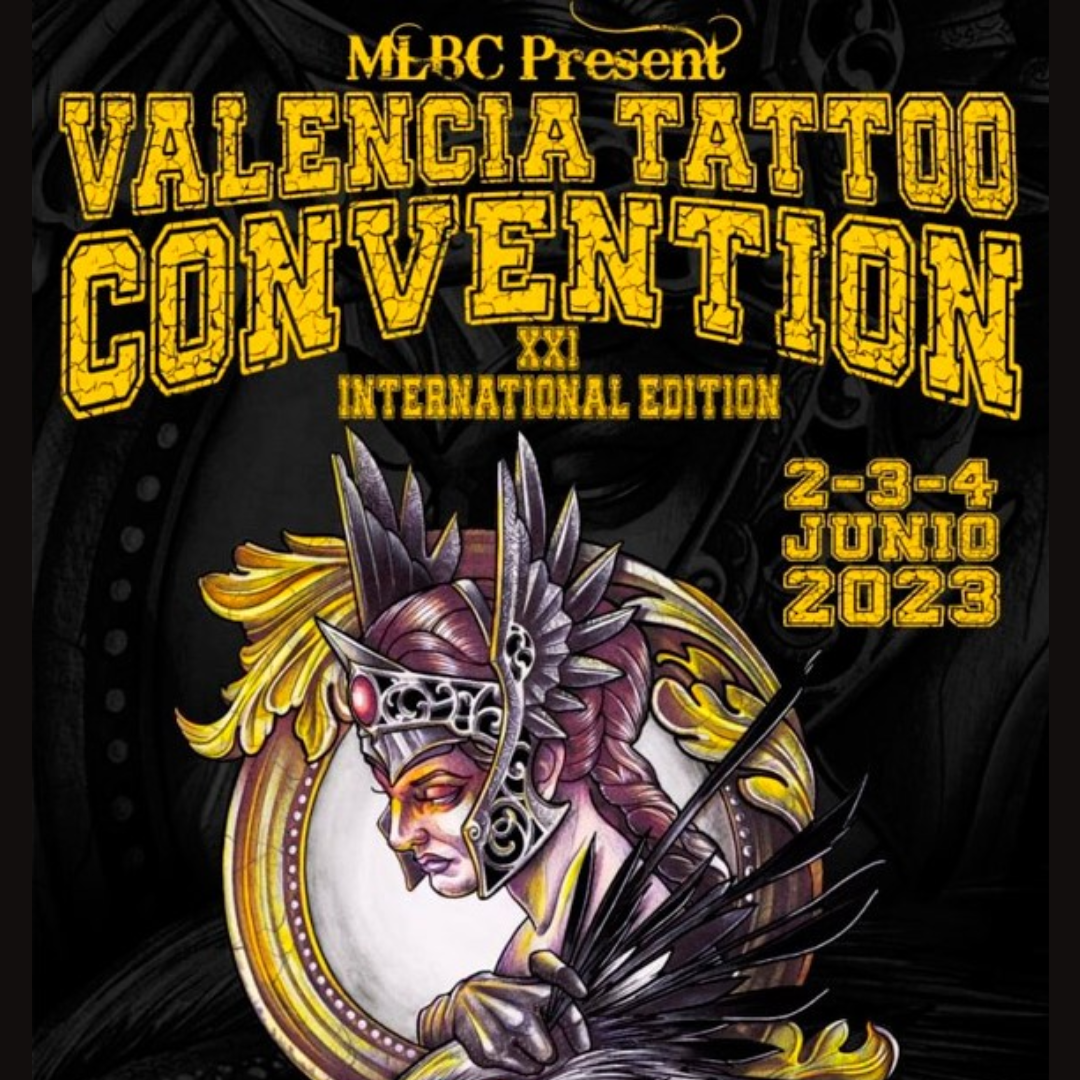 MLBC Present
VALENCIA TATTOO
CONVENTION
XXI
INTERNATIONAL EDITION
2-3-4
JUNIO
2023